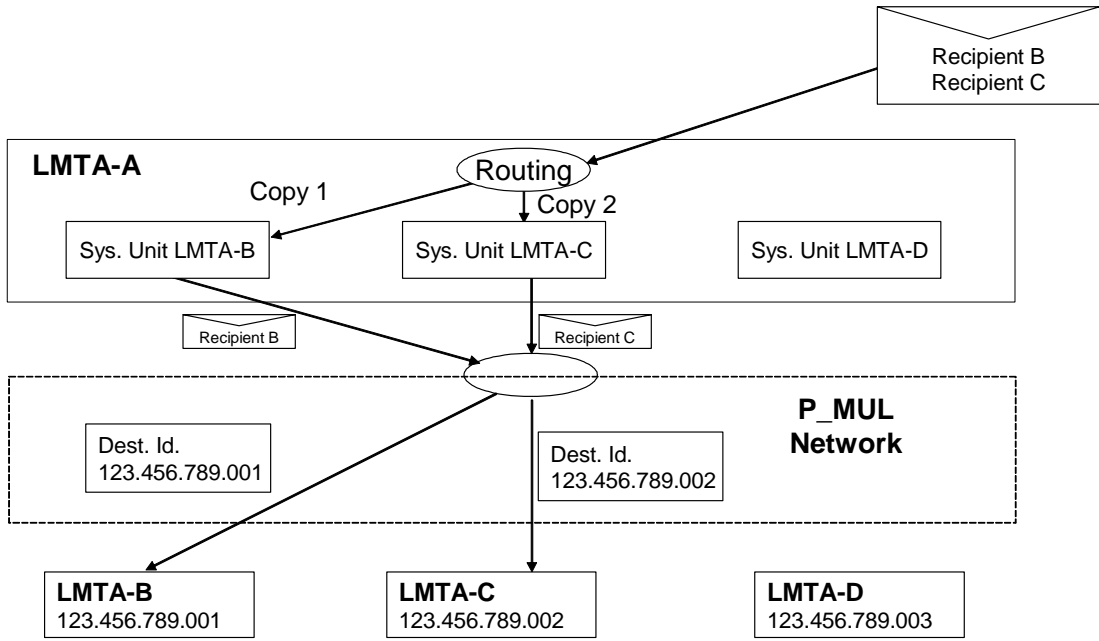 Recipient B
Recipient C
LMTA-A
Routing
Copy 1
Copy 2
Sys. Unit LMTA-B
Sys. Unit LMTA-C
Sys. Unit LMTA-D
Recipient B
Recipient C
P_MUL
Network
Dest. Id.
123.456.789.001
Dest. Id.
123.456.789.002
LMTA-B
123.456.789.001
LMTA-C
123.456.789.002
LMTA-D
123.456.789.003